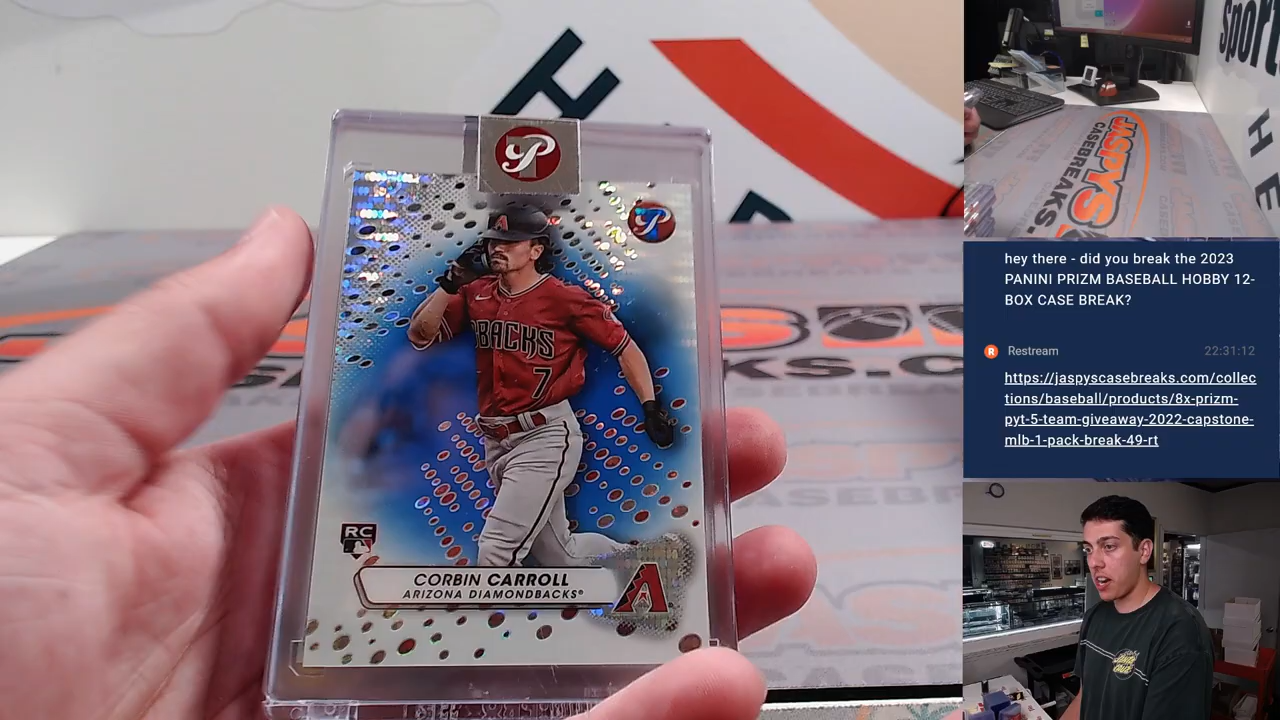 P
P
A
DBACKS
7
RC
CORBIN CARROLL
ARIZONA DIAMONDBACKS®
A
JASPYS
CASEBREAKS.
sport
H
E
hey there - did you break the 2023
PANINI PRIZM BASEBALL HOBBY 12-
BOX CASE BREAK?
R Restream 22:31:12
https://jaspyscasebreaks.com/collec
tions/baseball/products/8x-prizm-
pyt-5-team-giveaway-2022-capstone-
mlb-1-pack-break-49-rt